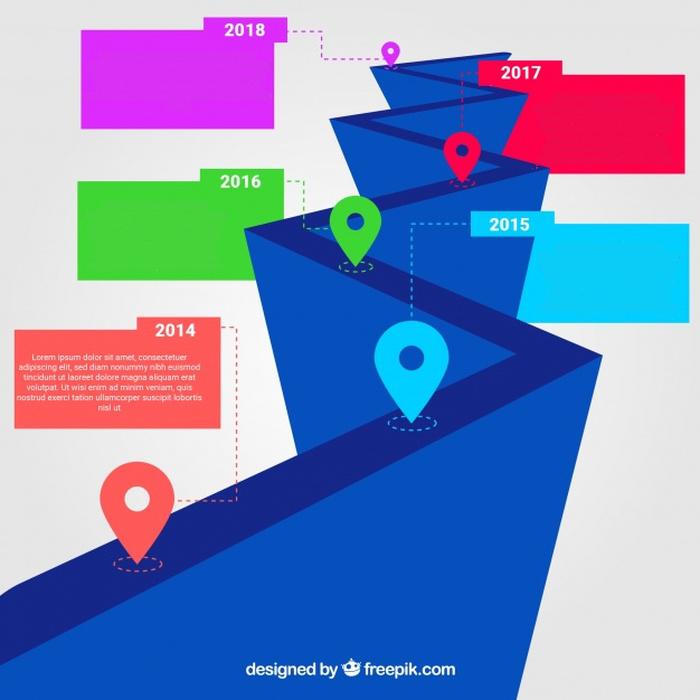 2018
2017
2016
2015
2014
Lorem ipsum dolor sit amet, consectetuer
adipiscing elit, sed diam nonummy nibh euismod
tincidunt ut laoreet dolore magna aliquam erat
volutpat. Ut wisi enim ad minim veniam, quis
nostrud exerci tation ullamcorper suscipit lobortis
nisl ut
designed by freepik.com